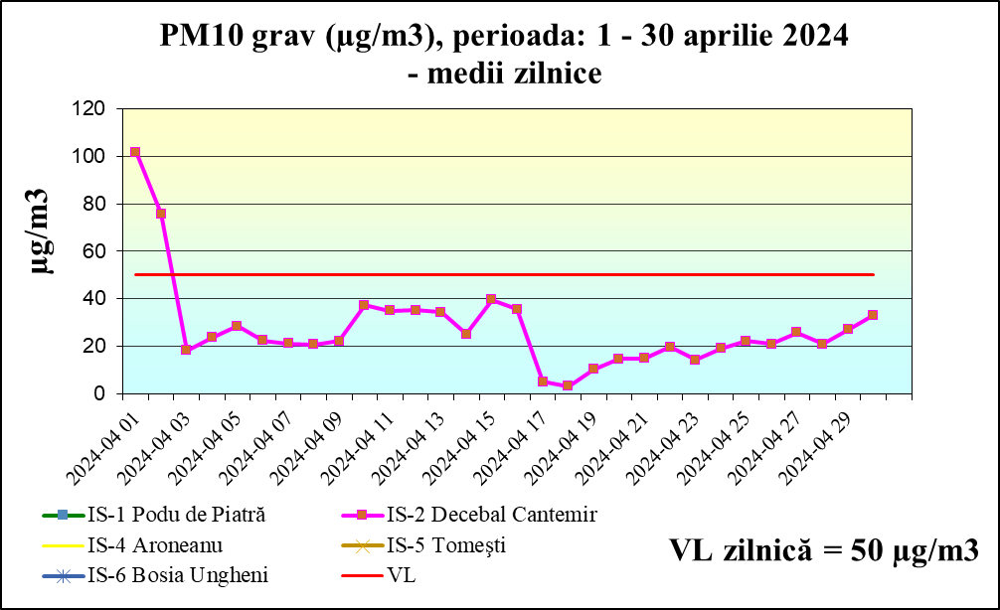 PM10 grav (µg/m3), perioada: 1 - 30 aprilie 2024
- medii zilnice
µg/m3
120
100
80
60
40
20
0
2024-04 01
2024-04 03
2024-04 05
2024-04 07
2024-04 09
2024-04 11
2024-04 13
2024-04 15
2024-04 17
2024-04 19
2024-04 21
2024-04 23
2024-04 25
2024-04 27
2024-04 29
IS-1 Podu de Piatră
IS-2 Decebal Cantemir
IS-4 Aroneanu
IS-5 Tomeşti
IS-6 Bosia Ungheni
VL
VL zilnică = 50 µg/m3